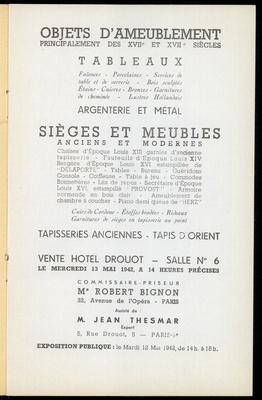 OBJETS D'AMEUBLEMENT
PRINCIPALEMENT DES XVIIᵉ ET XVIIᵉ SIÈCLES
TABLEAUX
Faïences - Porcelaines - Services de
table et de verrerie - Bois sculptés
Étains - Cuivres - Bronzes - Garnitures
de cheminée - Lustres Hollandais
ARGENTERIE ET MÉTAL
SIÈGES ET MEUBLES
ANCIENS ET MODERNES
Chaises d'Époque Louis XIII garnies d'ancienne
tapisserie - Fauteuils d'Époque Louis XIV
Bergère d'Époque Louis XVI estampillée de
"DELAPORTE" - Tables - Bureau - Guéridons
Console - Coiffeuse - Table à jeu - Commodes
Bonnetières - Lits de repos - Secrétaire d'Époque
Louis XVI, estampillé "PROVOST" - Armoire
normande en bois clair - Ameublement de
chambre à coucher - Piano demi queue de "HERZ"
Cuirs de Cordoue - Étoffes brodées - Rideaux
Garnitures de sièges en tapisserie au point
TAPISSERIES ANCIENNES - TAPIS D'ORIENT
VENTE HOTEL DROUOT - SALLE Nº 6
LE MERCREDI 13 MAI 1942, A 14 HEURES PRÉCISES
COMMISSAIRE-PRISEUR
Mᵉ ROBERT BIGNON
32, Avenue de l'Opéra - PARIS
Assisté de :
M. JEAN THESMAR
Expert
5, Rue Drouot, 5 - PARIS-9ᵉ
EXPOSITION PUBLIQUE : le Mardi 12 Mai 1942, de 14 h. à 18 h.